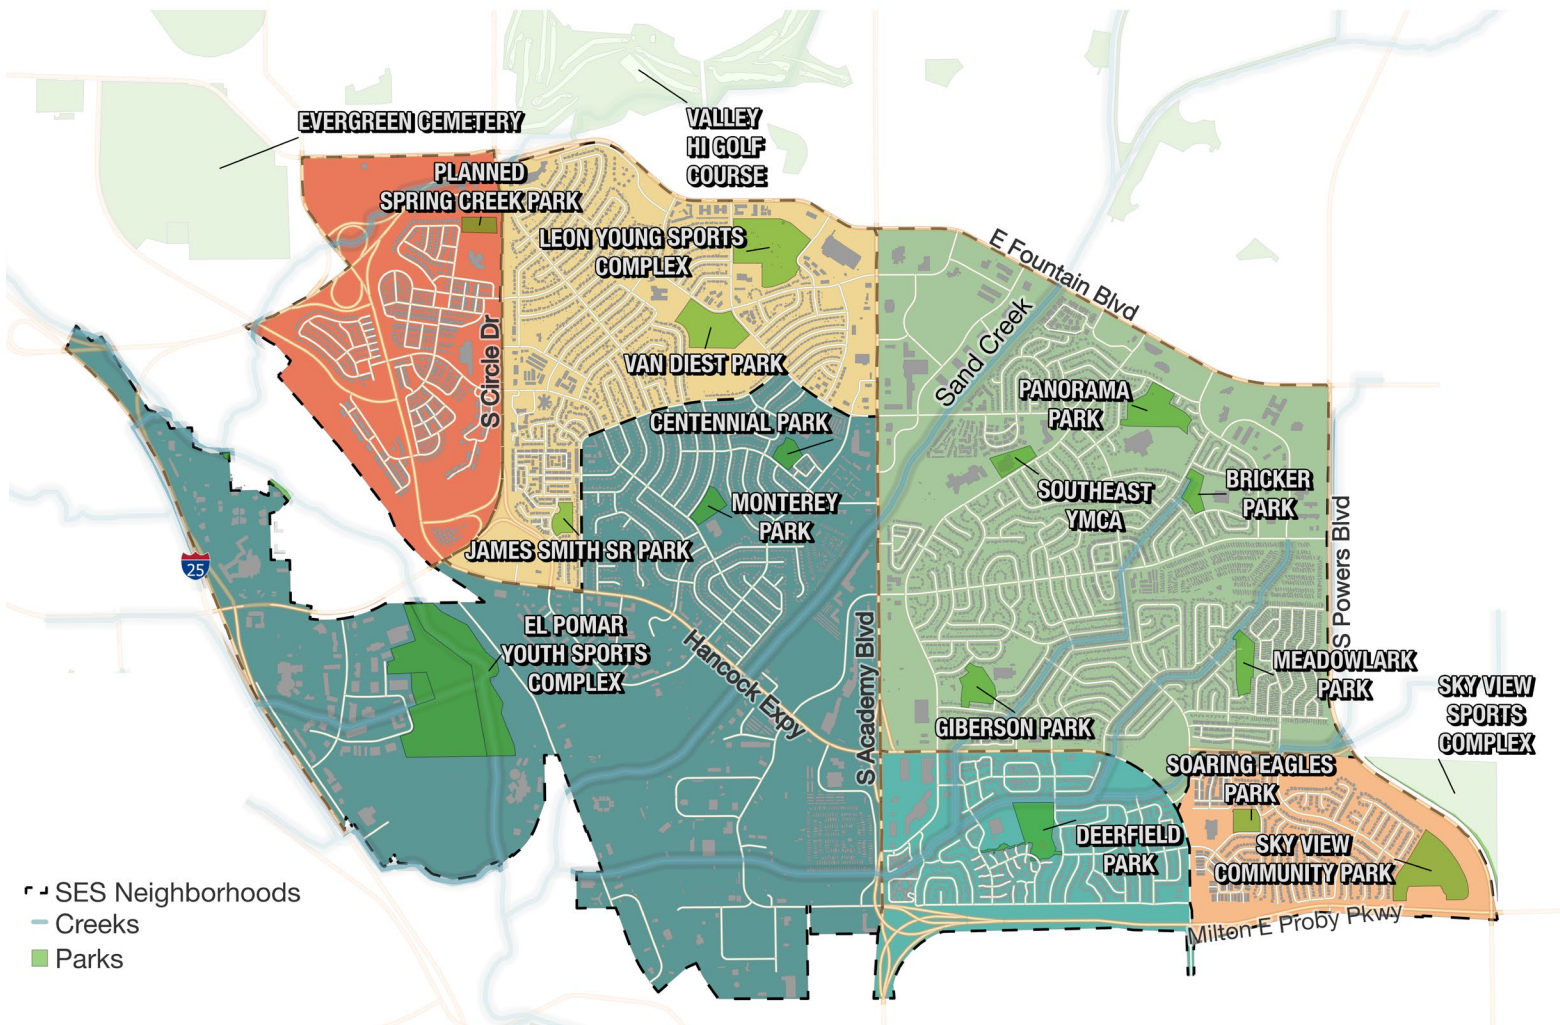 EVERGREEN CEMETERY
VALLEY
HI GOLF
COURSE
PLANNED
SPRING CREEK PARK
LEON YOUNG SPORTS
COMPLEX
E Fountain Blvd
Sand Creek
S Circle Dr
VAN DIEST PARK
PANORAMA
PARK
CENTENNIAL PARK
SOUTHEAST
YMCA
BRICKER
PARK
MONTEREY
PARK
JAMES SMITH SR PARK
25
S Powers Blvd
EL POMAR
YOUTH SPORTS
COMPLEX
Hancock Expy
S Academy Blvd
MEADOWLARK
PARK
GIBERSON PARK
SKY VIEW
SPORTS
COMPLEX
SOARING EAGLES
PARK
DEERFIELD
PARK
SKY VIEW
COMMUNITY PARK
Milton E Proby Pkwy
SES Neighborhoods
Creeks
Parks